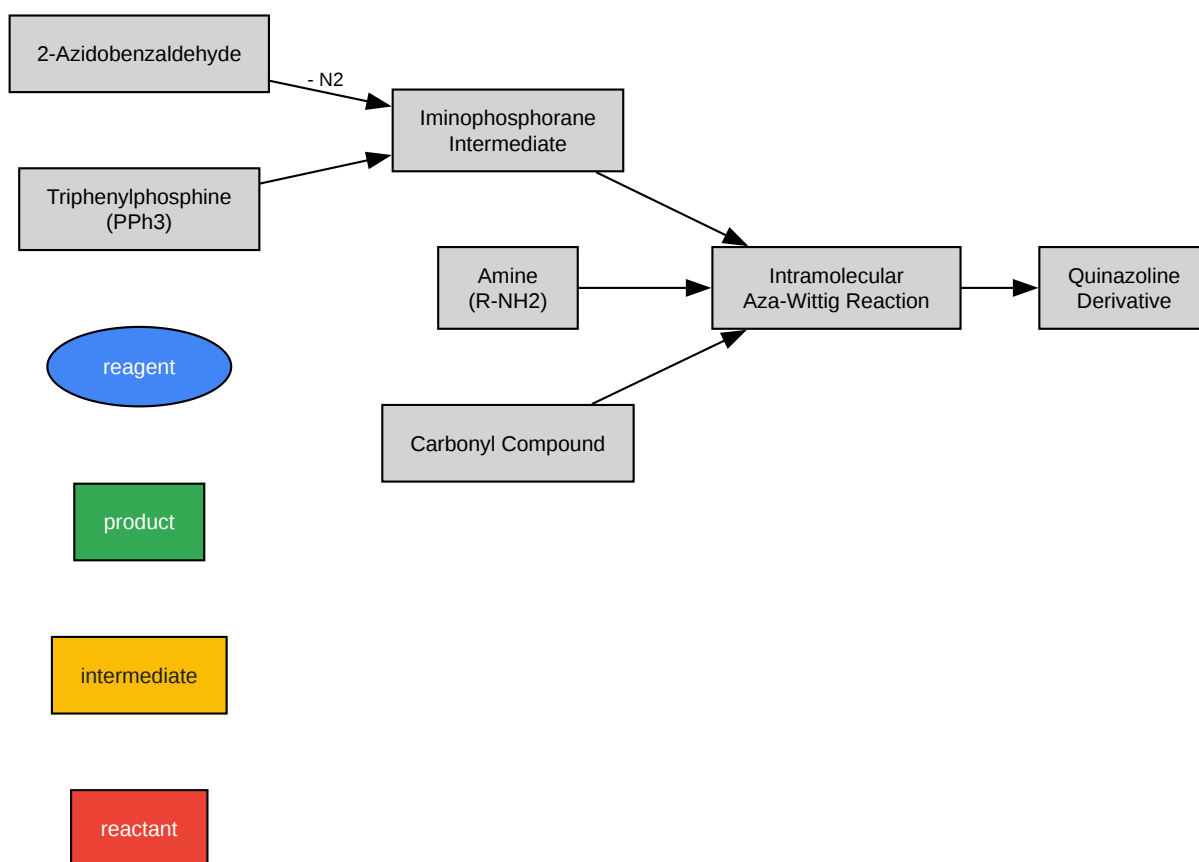 2-Azidobenzaldehyde
- N2
Iminophosphorane
Intermediate
Triphenylphosphine
(PPh3)
Amine
(R-NH2)
Intramolecular
Aza-Wittig Reaction
Quinazoline
Derivative
reagent
Carbonyl Compound
product
intermediate
reactant